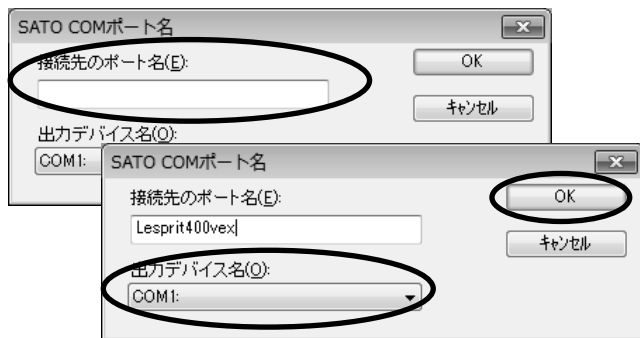 SATO COMポート名
接続先のポート名(E):
OK
キャンセル
出力デバイス名(O):
COM1:
SATO COMポート名
接続先のポート名(E):
OK
Lesprit400vex
キャンセル
出力デバイス名(O):
COM1: